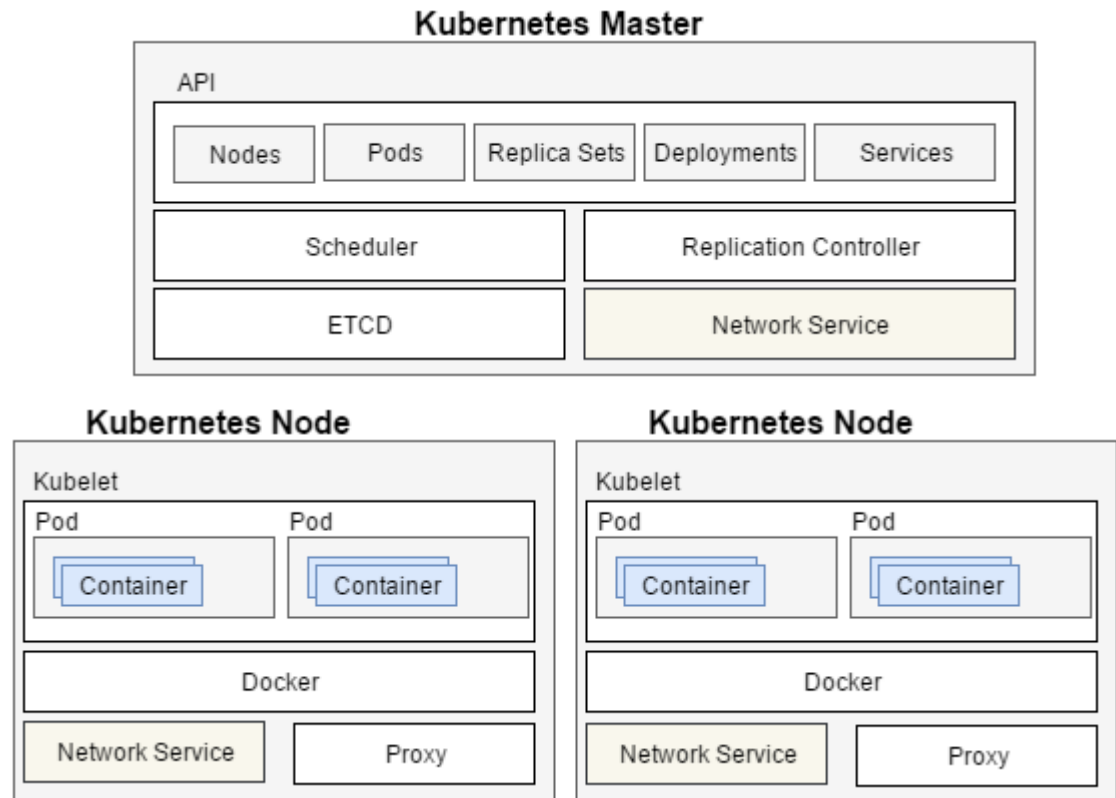 Kubernetes Master
API
Nodes
Pods
Replica Sets
Deployments
Services
Scheduler
Replication Controller
ETCD
Network Service
Kubernetes Node
Kubelet
Pod
Pod
Container
Container
Docker
Network Service
Proxy
Kubernetes Node
Kubelet
Pod
Pod
Container
Container
Docker
Network Service
Proxy